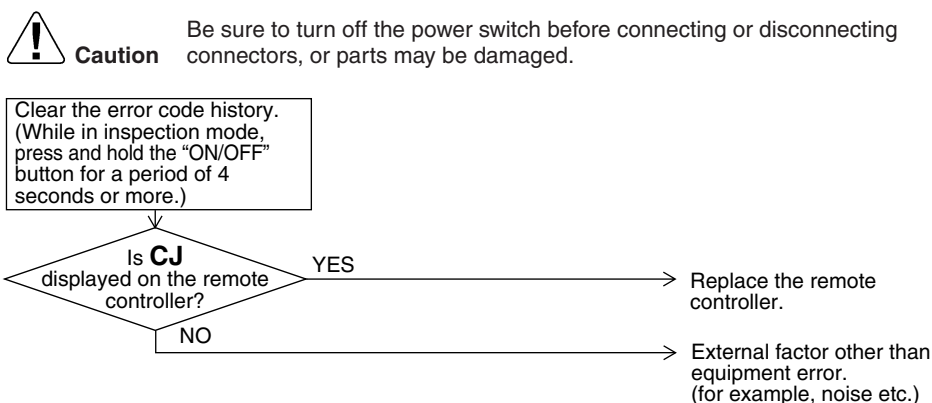 Caution
Be sure to turn off the power switch before connecting or disconnecting
connectors, or parts may be damaged.
Clear the error code history.
(While in inspection mode,
press and hold the “ON/OFF”
button for a period of 4
seconds or more.)
Is CJ
displayed on the remote
controller?
YES
Replace the remote
controller.
NO
External factor other than
equipment error.
(for example, noise etc.)